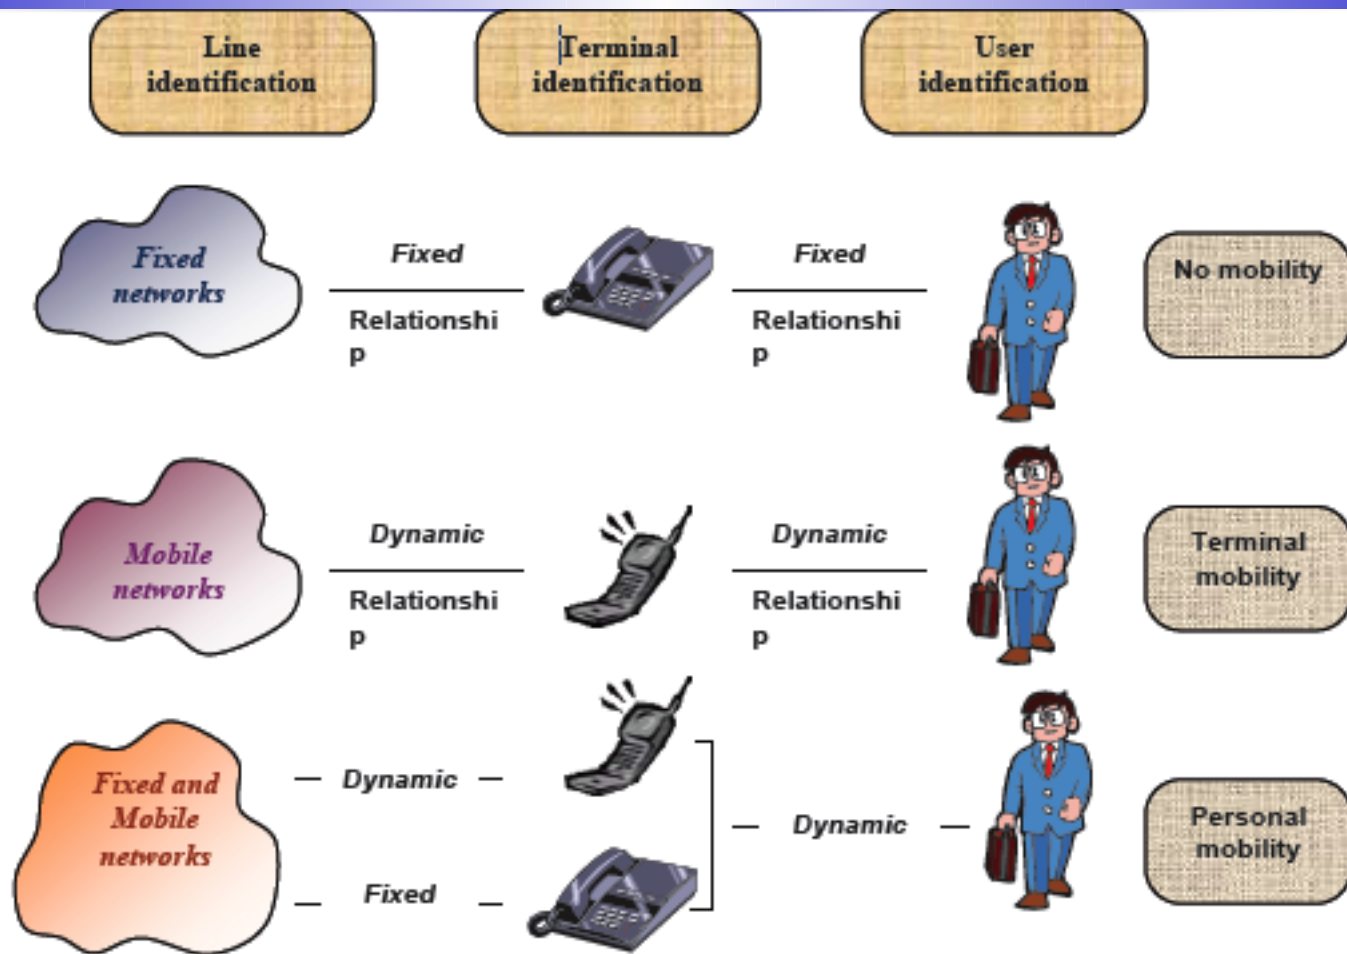 Line
identification
Terminal
identification
User
identification
Fixed
networks
Fixed
Relationshi
p
Fixed
Relationshi
p
No mobility
Mobile
networks
Dynamic
Relationshi
p
Dynamic
Relationshi
p
Terminal
mobility
Fixed and
Mobile
networks
Dynamic
Fixed
Dynamic
Personal
mobility